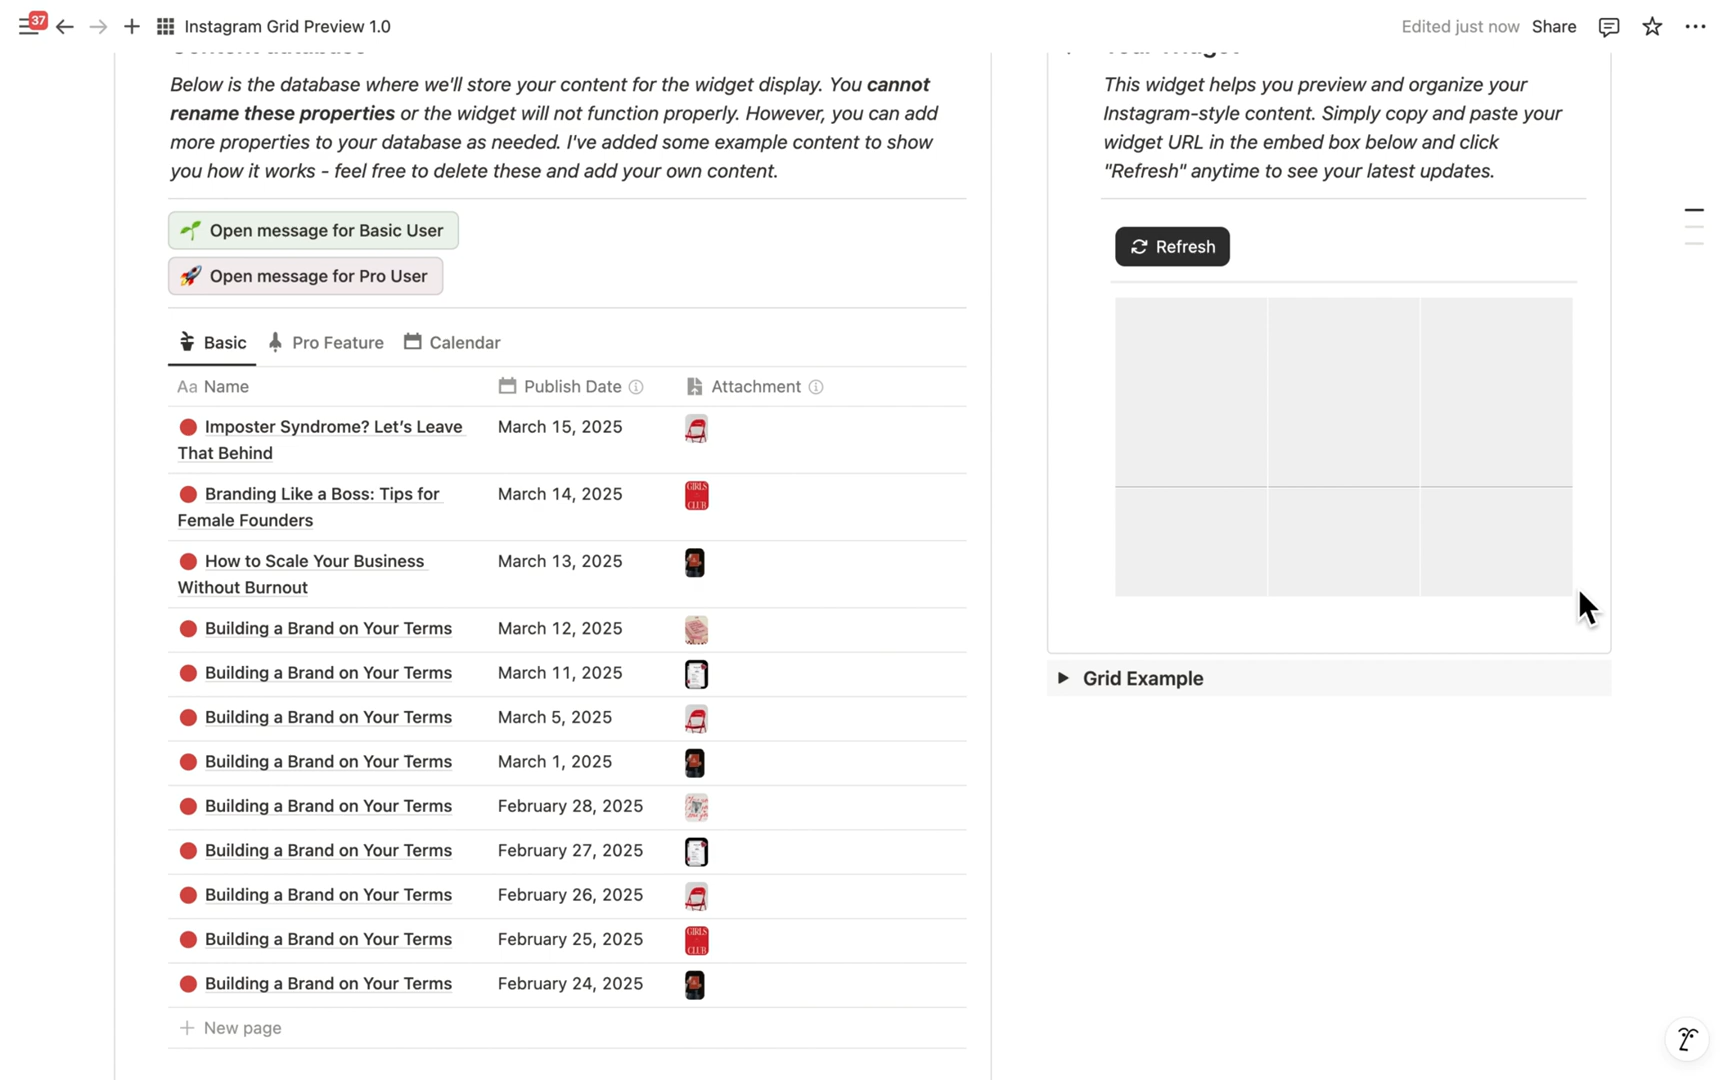 37
Instagram Grid Preview 1.0
Edited just now
Share
Content database
Below is the database where we'll store your content for the widget display. You cannot
rename these properties or the widget will not function properly. However, you can add
more properties to your database as needed. I've added some example content to show
you how it works - feel free to delete these and add your own content.
Open message for Basic User
Open message for Pro User
Basic
Pro Feature
Calendar
Aa Name
Publish Date
Attachment
Imposter Syndrome? Let's Leave
That Behind
March 15, 2025
Branding Like a Boss: Tips for
Female Founders
March 14, 2025
GIRLS
CLUB
How to Scale Your Business
Without Burnout
March 13, 2025
Building a Brand on Your Terms
March 12, 2025
Building a Brand on Your Terms
March 11, 2025
Building a Brand on Your Terms
March 5, 2025
Building a Brand on Your Terms
March 1, 2025
Building a Brand on Your Terms
February 28, 2025
Building a Brand on Your Terms
February 27, 2025
Building a Brand on Your Terms
February 26, 2025
Building a Brand on Your Terms
February 25, 2025
GIRLS
CLUB
Building a Brand on Your Terms
February 24, 2025
New page
Your Widget
This widget helps you preview and organize your
Instagram-style content. Simply copy and paste your
widget URL in the embed box below and click
"Refresh" anytime to see your latest updates.
Refresh
Grid Example